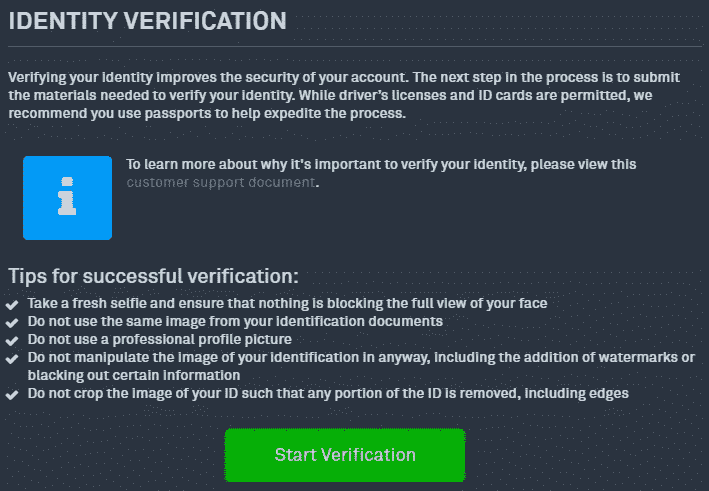 IDENTITY VERIFICATION
Verifying your identity improves the security of your account. The next step in the process is to submit
the materials needed to verify your identity. While driver's licenses and ID cards are permitted, we
recommend you use passports to help expedite the process.
To learn more about why it's important to verify your identity, please view this
customer support document.
Tips for successful verification:
Take a fresh selfie and ensure that nothing is blocking the full view of your face
Do not use the same image from your identification documents
Do not use a professional profile picture
Do not manipulate the image of your identification in anyway, including the addition of watermarks or
blacking out certain information
Do not crop the image of your ID such that any portion of the ID is removed, including edges
Start Verification